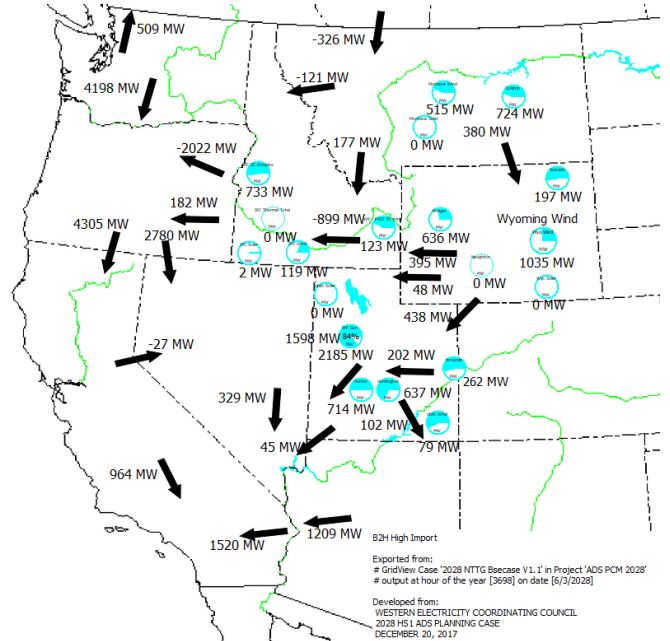 509 MW
-326 MW
4198 MW
-121 MW
515 MW
724 MW
0 MW
380 MW
-2022 MW
177 MW
733 MW
197 MW
182 MW
-899 MW
Wyoming Wind
0 MW
636 MW
4305 MW
2780 MW
123 MW
1035 MW
395 MW
2 MW
119 MW
48 MW
0 MW
0 MW
0 MW
438 MW
1598 MW
84%
-27 MW
2185 MW
202 MW
262 MW
329 MW
714 MW
637 MW
102 MW
45 MW
79 MW
964 MW
1520 MW
1209 MW
B2H High Import
Exported from:
# GridView Case '2028 NTTG Bsecase V1.1' in Project 'ADS PCM 2028'
# output at hour of the year [3698] on date [6/3/2028]
Developed from:
WESTERN ELECTRICITY COORDINATING COUNCIL
2028 HS1 ADS PLANNING CASE
DECEMBER 20, 2017